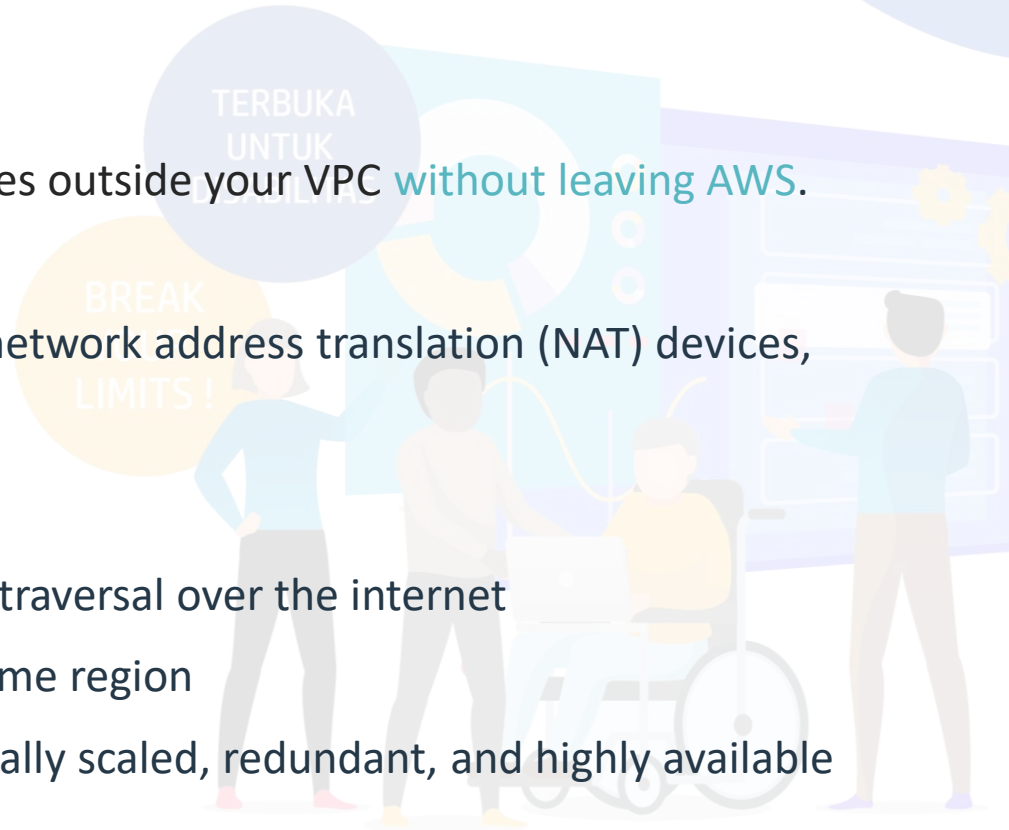 TERBUKA
UNTUK
DISABILITAS
es outside your VPC without leaving AWS.
BREAK
LIMITS !
network address translation (NAT) devices,
traversal over the internet
me region
ally scaled, redundant, and highly available